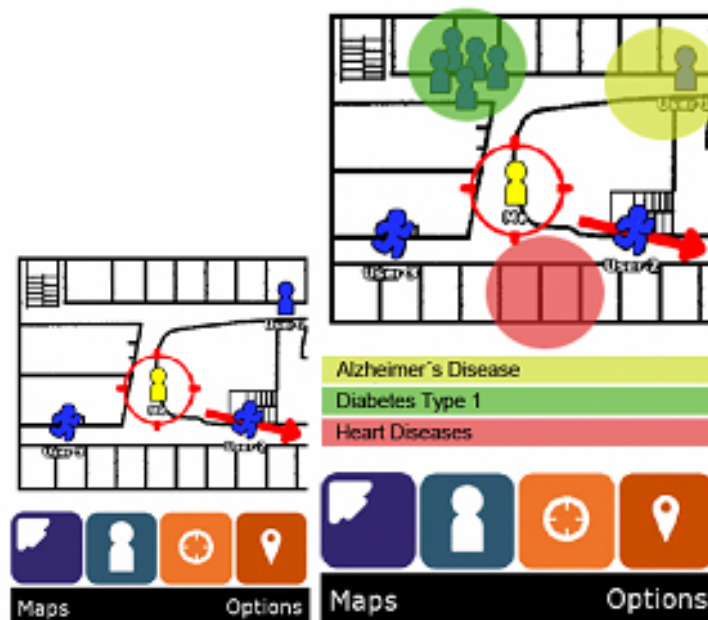 Me
User 3
User 2
Maps Options
User 1
Me
User 3
User 2
Alzheimer´s Disease
Diabetes Type 1
Heart Diseases
Maps Options